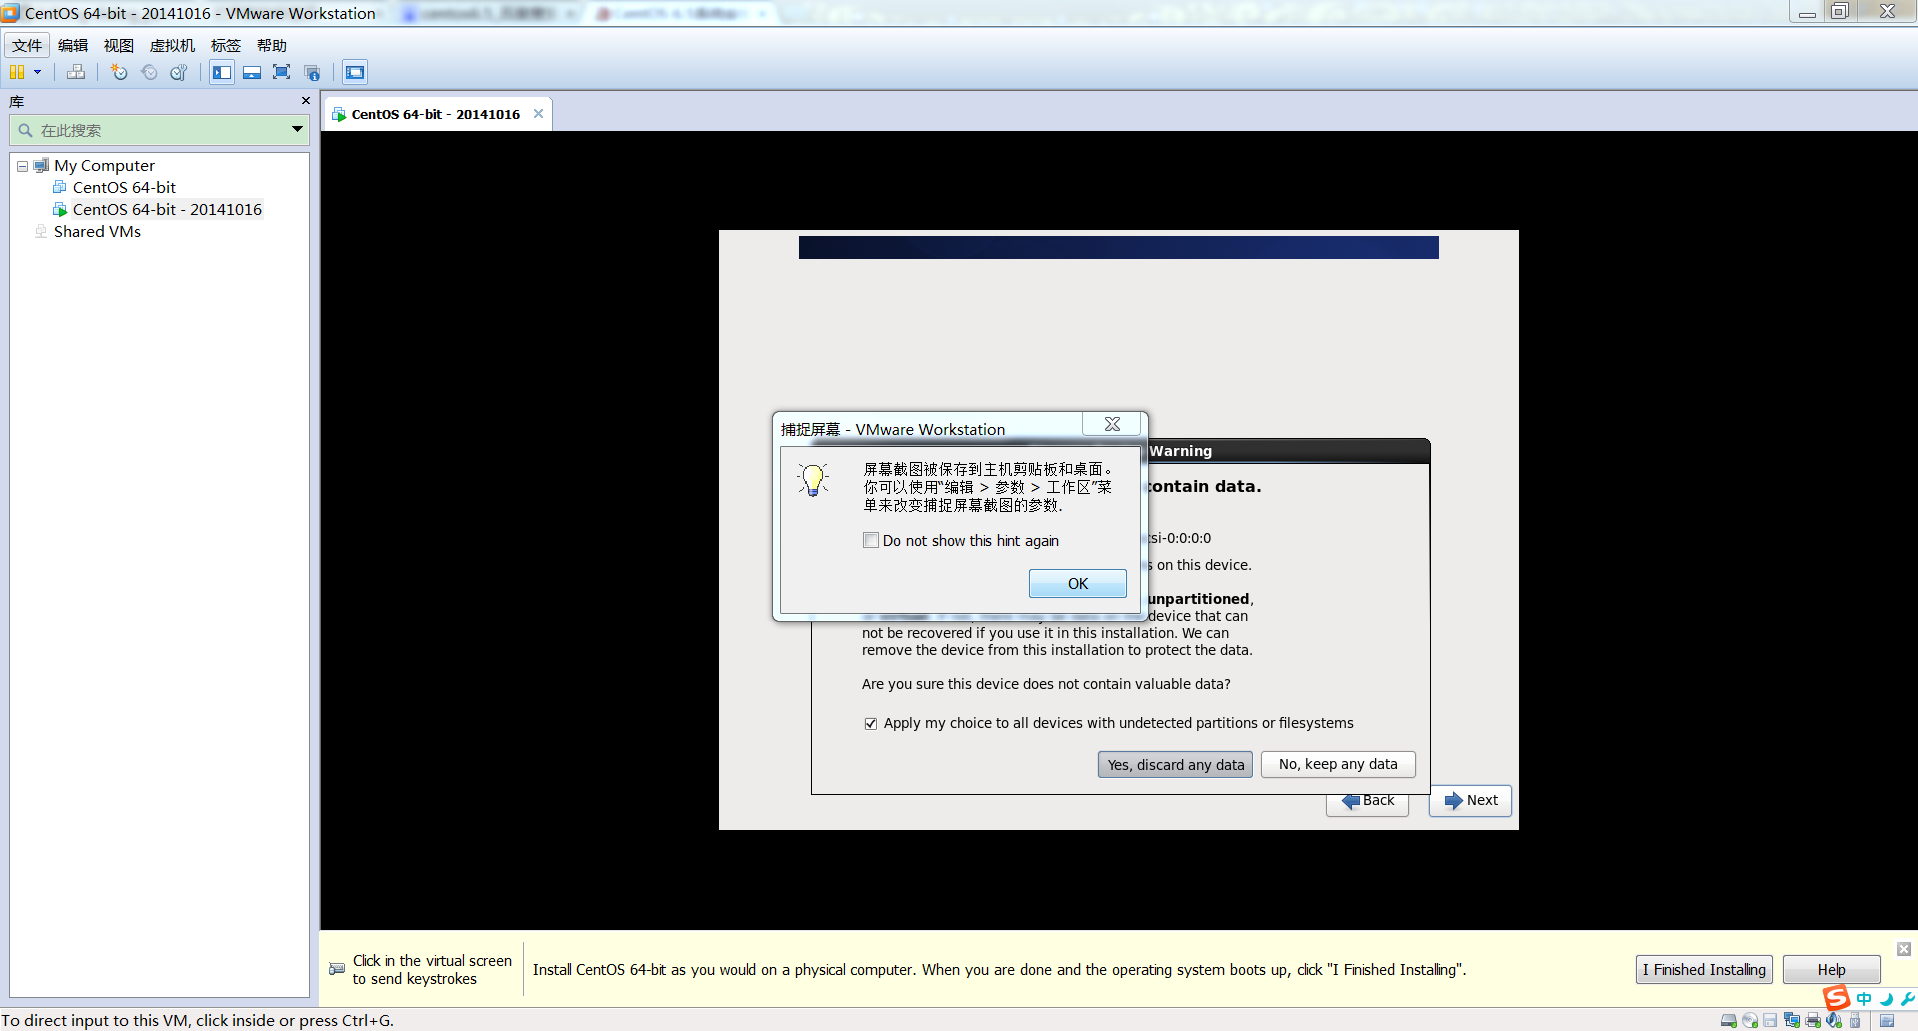 CentOS 64-bit - 20141016 - VMware Workstation
文件 编辑 视图 虚拟机 标签 帮助
库
在此搜索
My Computer
CentOS 64-bit
CentOS 64-bit - 20141016
Shared VMs
CentOS 64-bit - 20141016
捕捉屏幕 - VMware Workstation
屏幕截图被保存到主机剪贴板和桌面。
你可以使用“编辑 > 参数 > 工作区”菜
单来改变捕捉屏幕截图的参数.
Do not show this hint again
OK
Warning
contain data.
csi-0:0:0:0
s on this device.
unpartitioned,
device that can
not be recovered if you use it in this installation. We can
remove the device from this installation to protect the data.
Are you sure this device does not contain valuable data?
Apply my choice to all devices with undetected partitions or filesystems
Yes, discard any data No, keep any data
Back Next
Click in the virtual screen
to send keystrokes
Install CentOS 64-bit as you would on a physical computer. When you are done and the operating system boots up, click "I Finished Installing".
I Finished Installing Help
S 中
To direct input to this VM, click inside or press Ctrl+G.